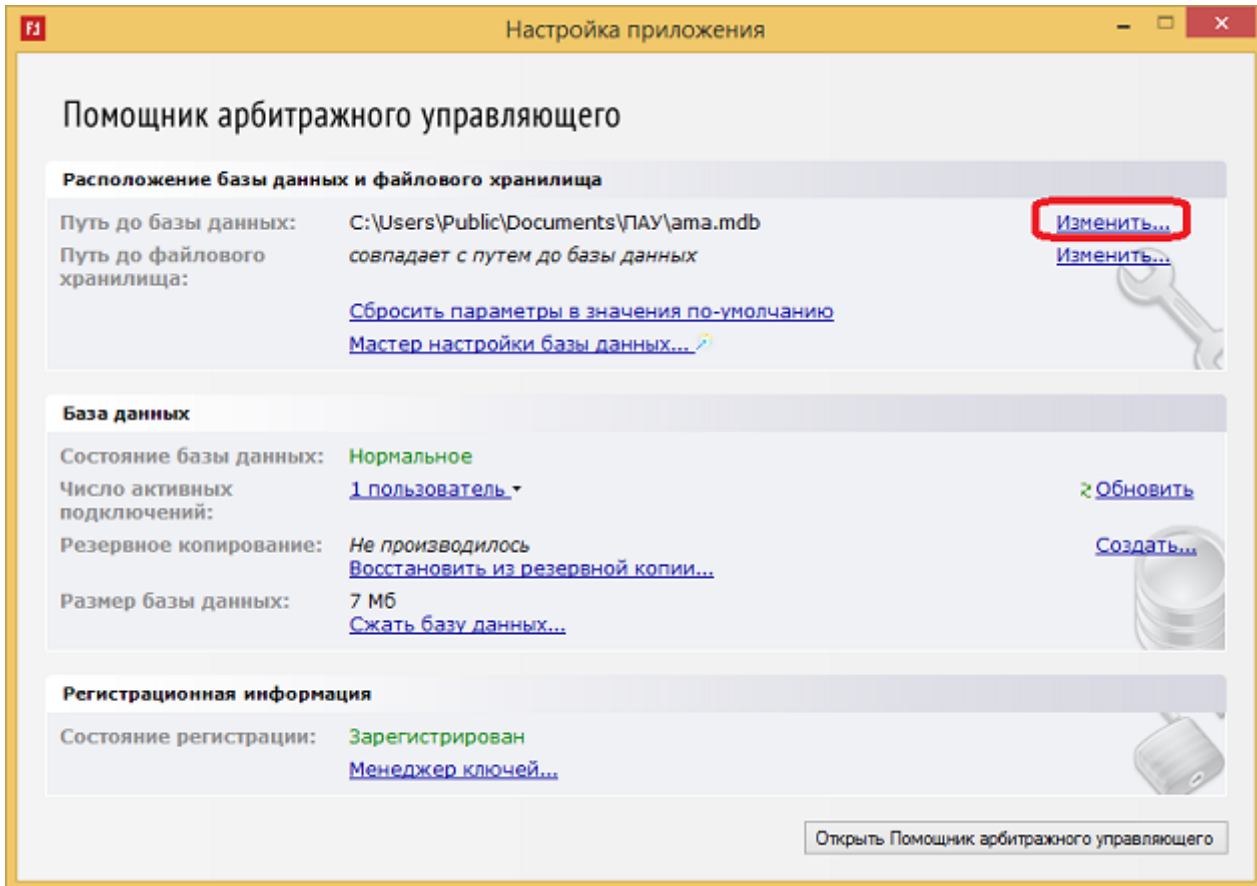 F1
Настройка приложения
Помощник арбитражного управляющего
Расположение базы данных и файлового хранилища
Путь до базы данных: C:\Users\Public\Documents\ПАУ\ama.mdb Изменить...
Путь до файлового совпадает с путем до базы данных Изменить...
хранилища:
Сбросить параметры в значения по-умолчанию
Мастер настройки базы данных...
База данных
Состояние базы данных: Нормальное
Число активных 1 пользователь Обновить
подключений:
Резервное копирование: Не производилось Создать...
Восстановить из резервной копии...
Размер базы данных: 7 Мб
Сжать базу данных...
Регистрационная информация
Состояние регистрации: Зарегистрирован
Менеджер ключей...
Открыть Помощник арбитражного управляющего